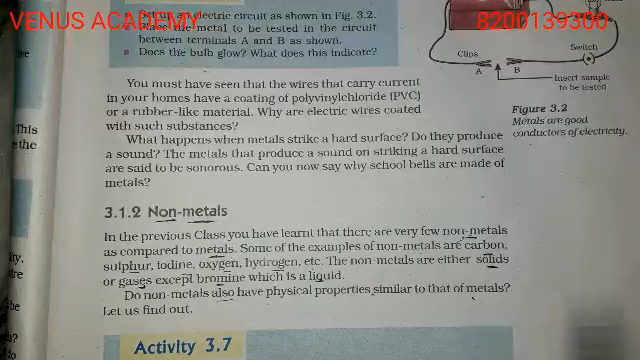 VENUS ACADEMY
8200139300
electric circuit as shown in Fig. 3.2.
Place the metal to be tested in the circuit
between terminals A and B as shown.
Does the bulb glow? What does this indicate?
Clips
Switch
A
B
Insert sample
to be tested
Figure 3.2
Metals are good
conductors of electricity.
You must have seen that the wires that carry current
in your homes have a coating of polyvinylchloride (PVC)
or a rubber-like material. Why are electric wires coated
with such substances?
What happens when metals strike a hard surface? Do they produce
a sound? The metals that produce a sound on striking a hard surface
are said to be sonorous. Can you now say why school bells are made of
metals?
3.1.2 Non-metals
In the previous Class you have learnt that there are very few non-metals
as compared to metals. Some of the examples of non-metals are carbon,
sulphur, iodine, oxygen, hydrogen, etc. The non-metals are either solids
or gases except bromine which is a liquid.
Do non-metals also have physical properties similar to that of metals?
Let us find out.
Activity 3.7
This